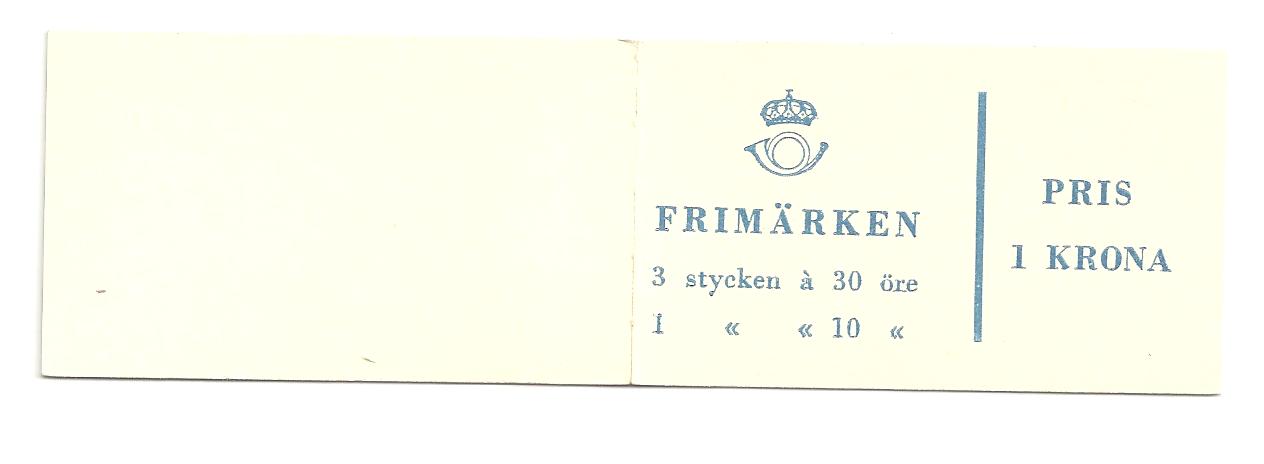 FRIMÄRKEN
3 stycken à 30 öre
1 « « 10 «
PRIS
1 KRONA